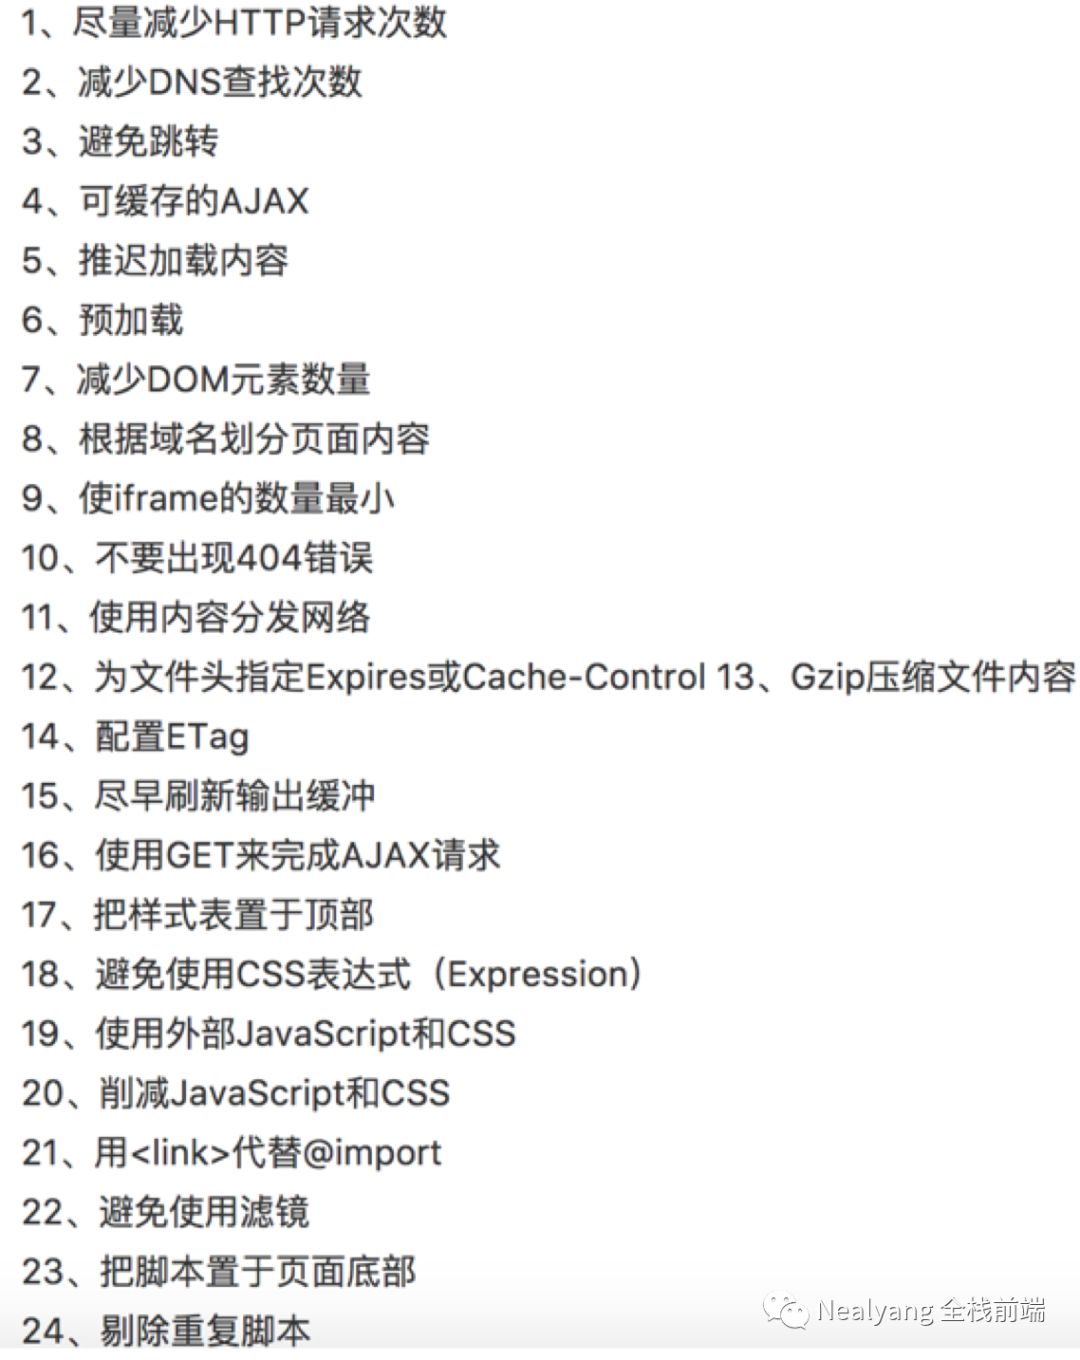 1、尽量减少HTTP请求次数
2、减少DNS查找次数
3、避免跳转
4、可缓存的AJAX
5、推迟加载内容
6、预加载
7、减少DOM元素数量
8、根据域名划分页面内容
9、使iframe的数量最小
10、不要出现404错误
11、使用内容分发网络
12、为文件头指定Expires或Cache-Control 13、Gzip压缩文件内容
14、配置ETag
15、尽早刷新输出缓冲
16、使用GET来完成AJAX请求
17、把样式表置于顶部
18、避免使用CSS表达式（Expression）
19、使用外部JavaScript和CSS
20、削减JavaScript和CSS
21、用<link>代替@import
22、避免使用滤镜
23、把脚本置于页面底部
24、剔除重复脚本
Nealyang 全栈前端